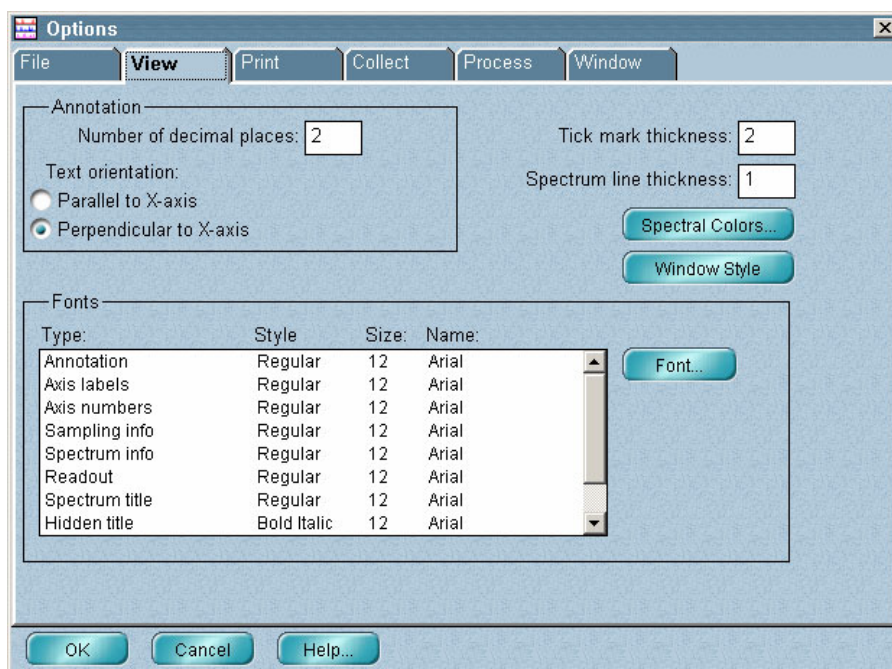 Options
File View Print Collect Process Window
Annotation
Number of decimal places: 2
Text orientation:
Parallel to X-axis
Perpendicular to X-axis
Tick mark thickness: 2
Spectrum line thickness: 1
Spectral Colors...
Window Style
Fonts
Type: Style Size: Name:
Annotation Regular 12 Arial
Axis labels Regular 12 Arial
Axis numbers Regular 12 Arial
Sampling info Regular 12 Arial
Spectrum info Regular 12 Arial
Readout Regular 12 Arial
Spectrum title Regular 12 Arial
Hidden title Bold Italic 12 Arial
Font...
OK Cancel Help...